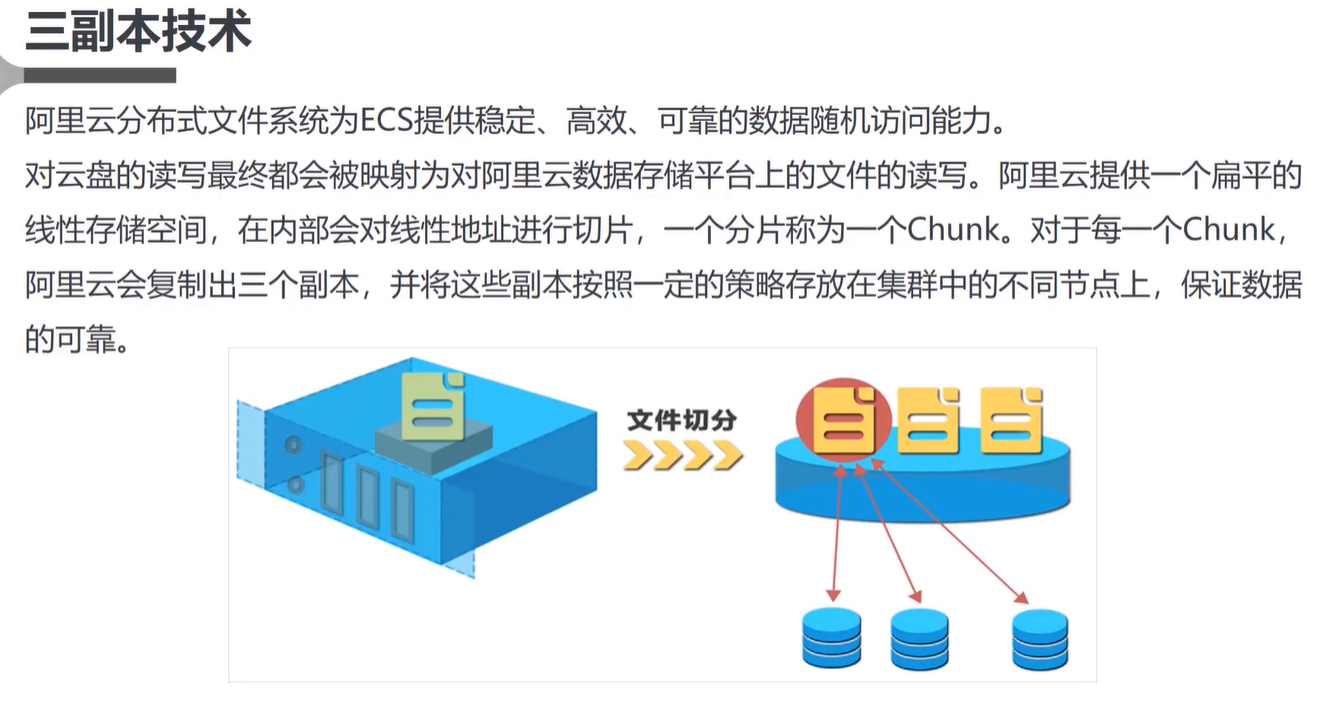 三副本技术
阿里云分布式文件系统为ECS提供稳定、高效、可靠的数据随机访问能力。
对云盘的读写最终都会被映射为对阿里云数据存储平台上的文件的读写。阿里云提供一个扁平的
线性存储空间，在内部会对线性地址进行切片，一个分片称为一个Chunk。对于每一个Chunk，
阿里云会复制出三个副本，并将这些副本按照一定的策略存放在集群中的不同节点上，保证数据
的可靠。
文件切分